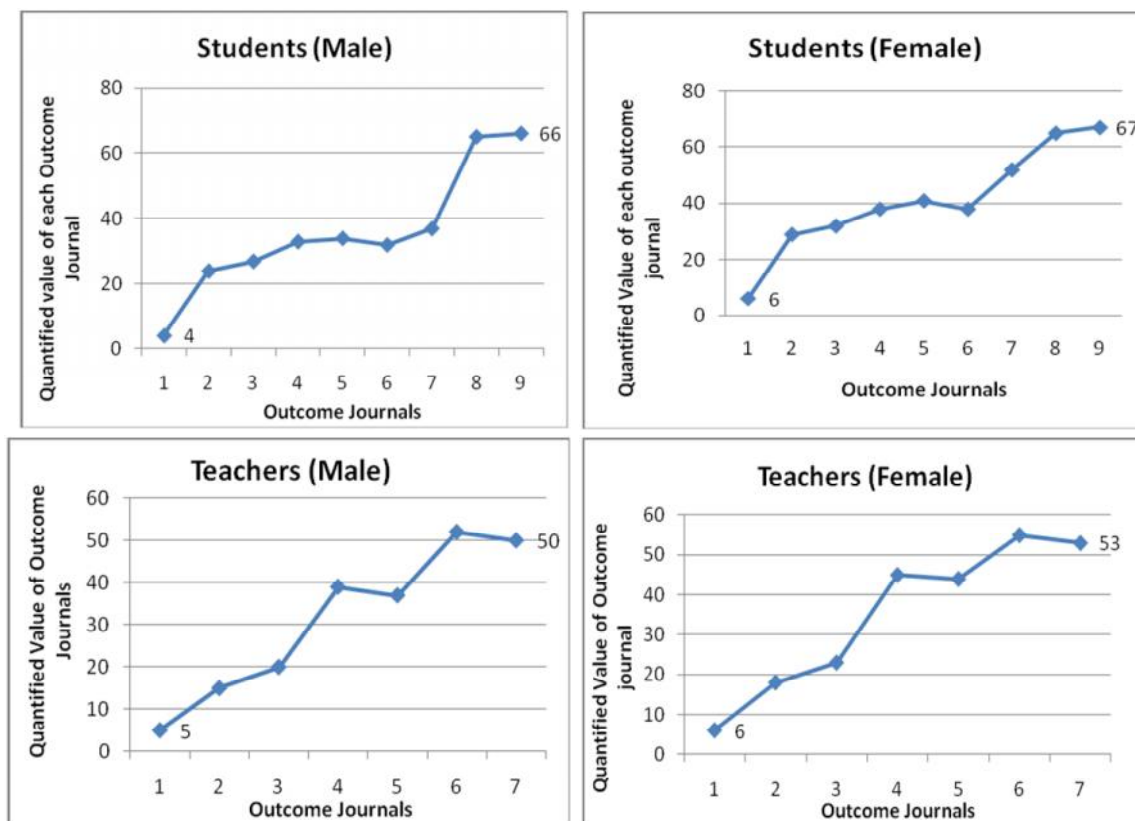 Students (Male)
Quantified value of each Outcome
Journal
80
60
40
20
0
66
4
1 2 3 4 5 6 7 8 9
Outcome Journals
Students (Female)
Quantified Value of each outcome
journal
80
60
40
20
0
67
6
1 2 3 4 5 6 7 8 9
Outcome Journals
Teachers (Male)
Quantified Value of Outcome
Journals
60
50
40
30
20
10
0
50
5
1 2 3 4 5 6 7
Outcome Journals
Teachers (Female)
Quantified Value of Outcome
journal
60
50
40
30
20
10
0
53
6
1 2 3 4 5 6 7
Outcome Journals